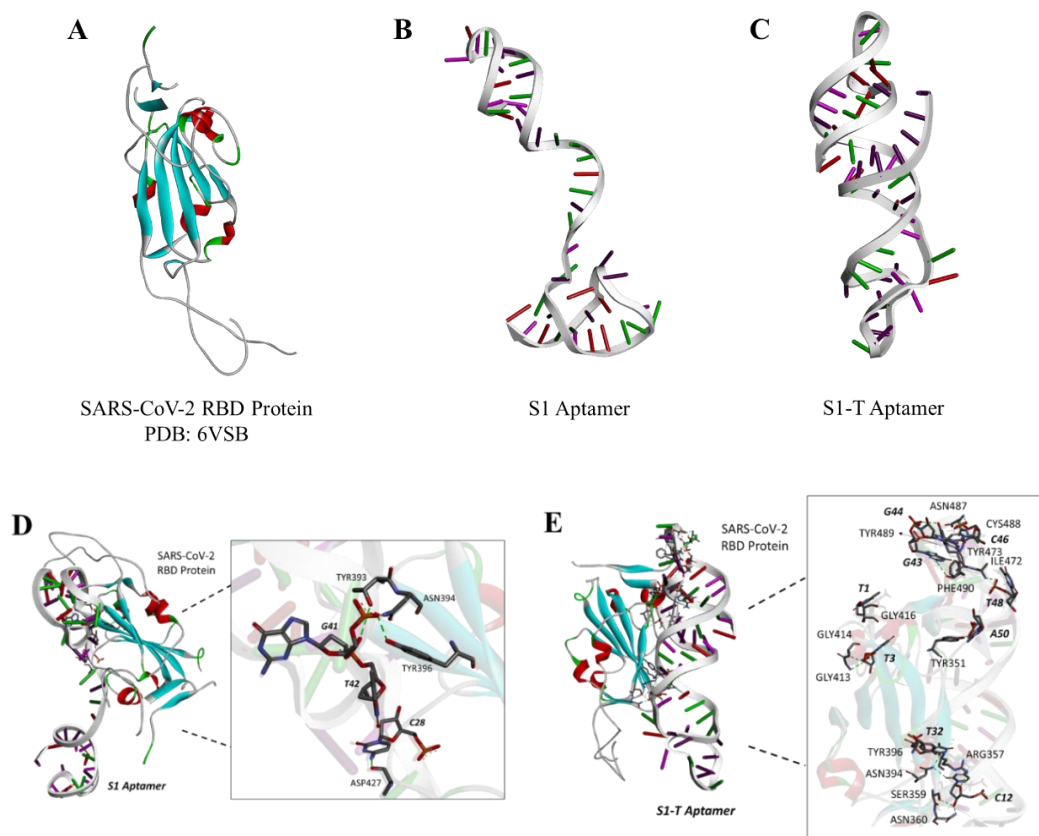 A
B
C
SARS-CoV-2 RBD Protein
PDB: 6VSB
S1 Aptamer
S1-T Aptamer
D
SARS-CoV-2
RBD Protein
S1 Aptamer
TYR393
ASN394
G41
TYR396
T42
C28
ASP427
E
SARS-CoV-2
RBD Protein
S1-T Aptamer
G44
ASN487
TYR489
CYS488
C46
G43
TYR473
ILE472
PHE490
T48
T1
GLY416
A50
GLY414
T3
TYR351
GLY413
T32
TYR396
ARG357
ASN394
SER359
C12
ASN360